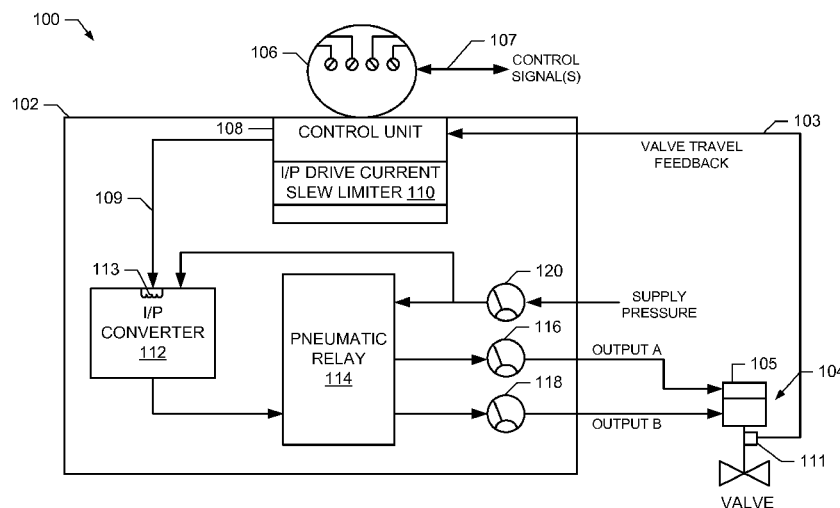 100
106
107
CONTROL
SIGNAL(S)
102
108
CONTROL UNIT
103
VALVE TRAVEL
FEEDBACK
I/P DRIVE CURRENT
SLEW LIMITER 110
109
113
I/P
CONVERTER
112
120
SUPPLY
PRESSURE
PNEUMATIC
RELAY
114
116
OUTPUT A
118
OUTPUT B
105
104
111
VALVE